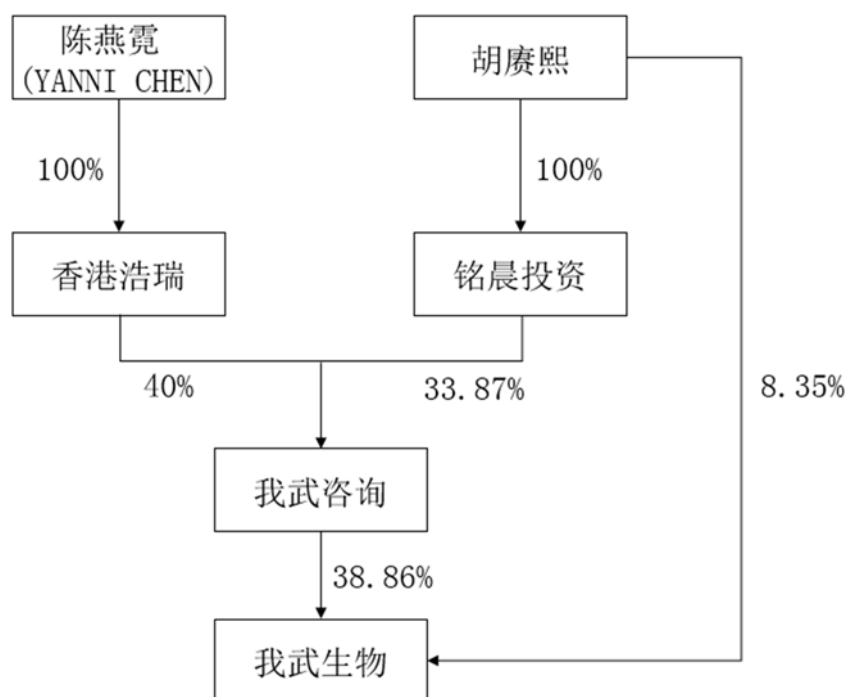 陈燕霓
(YANNI CHEN)
胡赓熙
100%
100%
香港浩瑞
铭晨投资
40%
33.87%
8.35%
我武咨询
38.86%
我武生物